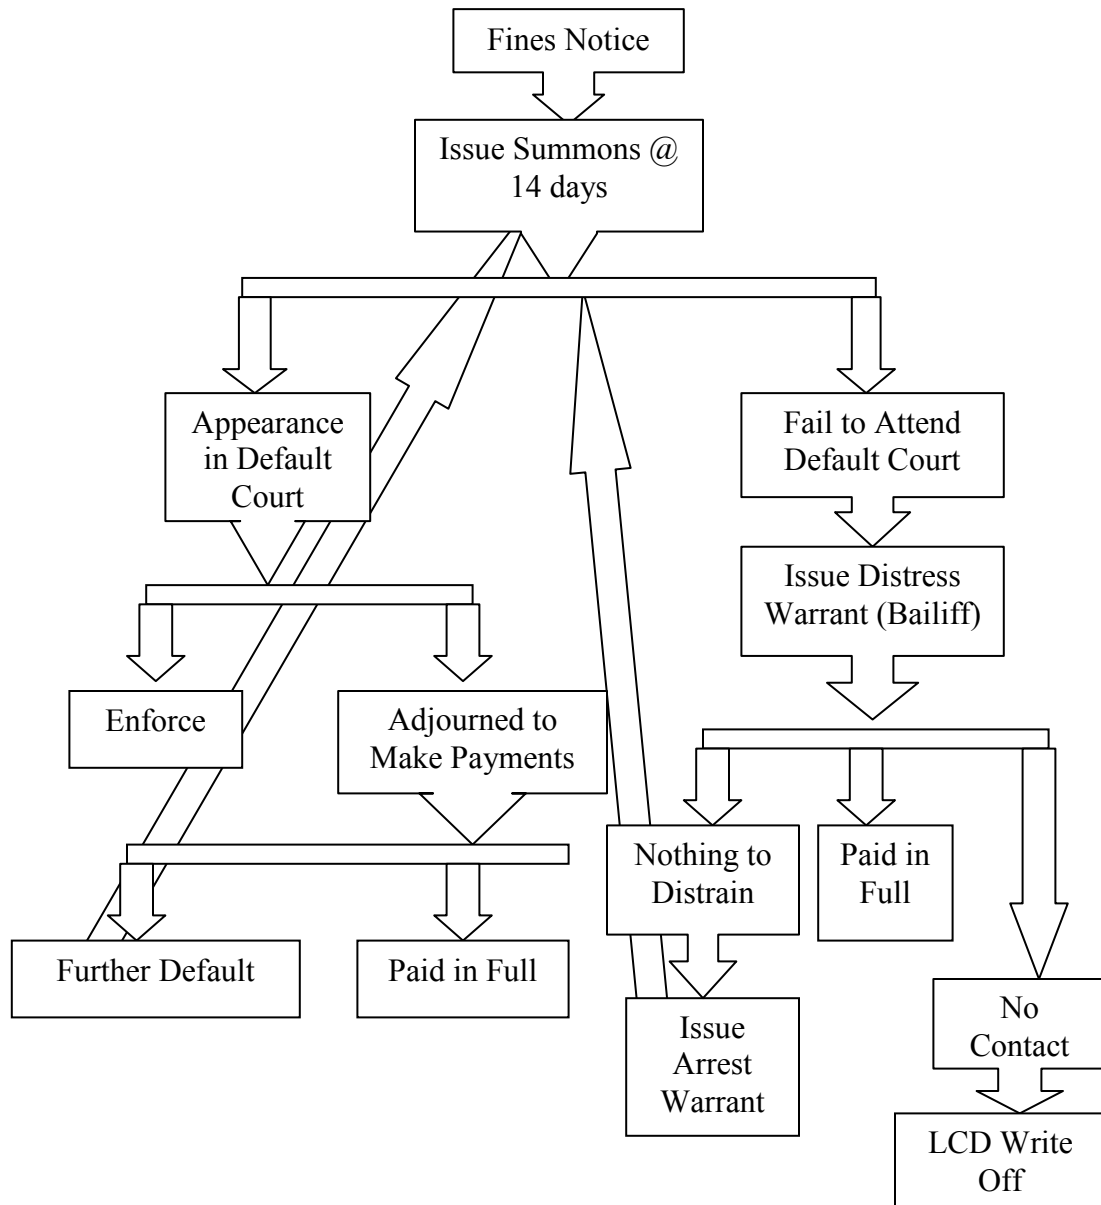 Fines Notice
Issue Summons @
14 days
Appearance
in Default
Court
Fail to Attend
Default Court
Issue Distress
Warrant (Bailiff)
Enforce
Adjourned to
Make Payments
Nothing to
Distrain
Paid in
Full
Further Default
Paid in Full
No
Contact
Issue
Arrest
Warrant
LCD Write
Off